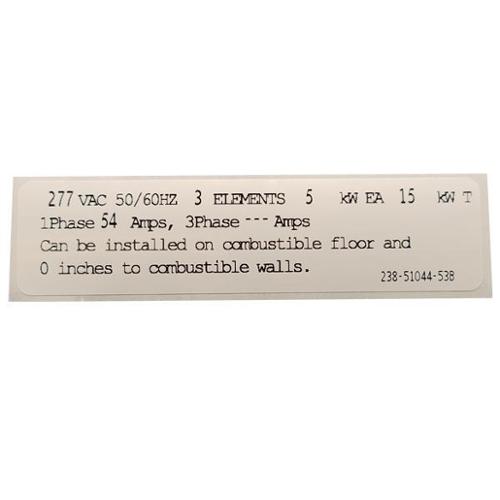 277 VAC 50/60HZ 3 ELEMENTS 5 kW EA 15 kW T
1Phase 54 Amps, 3Phase --- Amps
Can be installed on combustible floor and
0 inches to combustible walls.
238-51044-53B